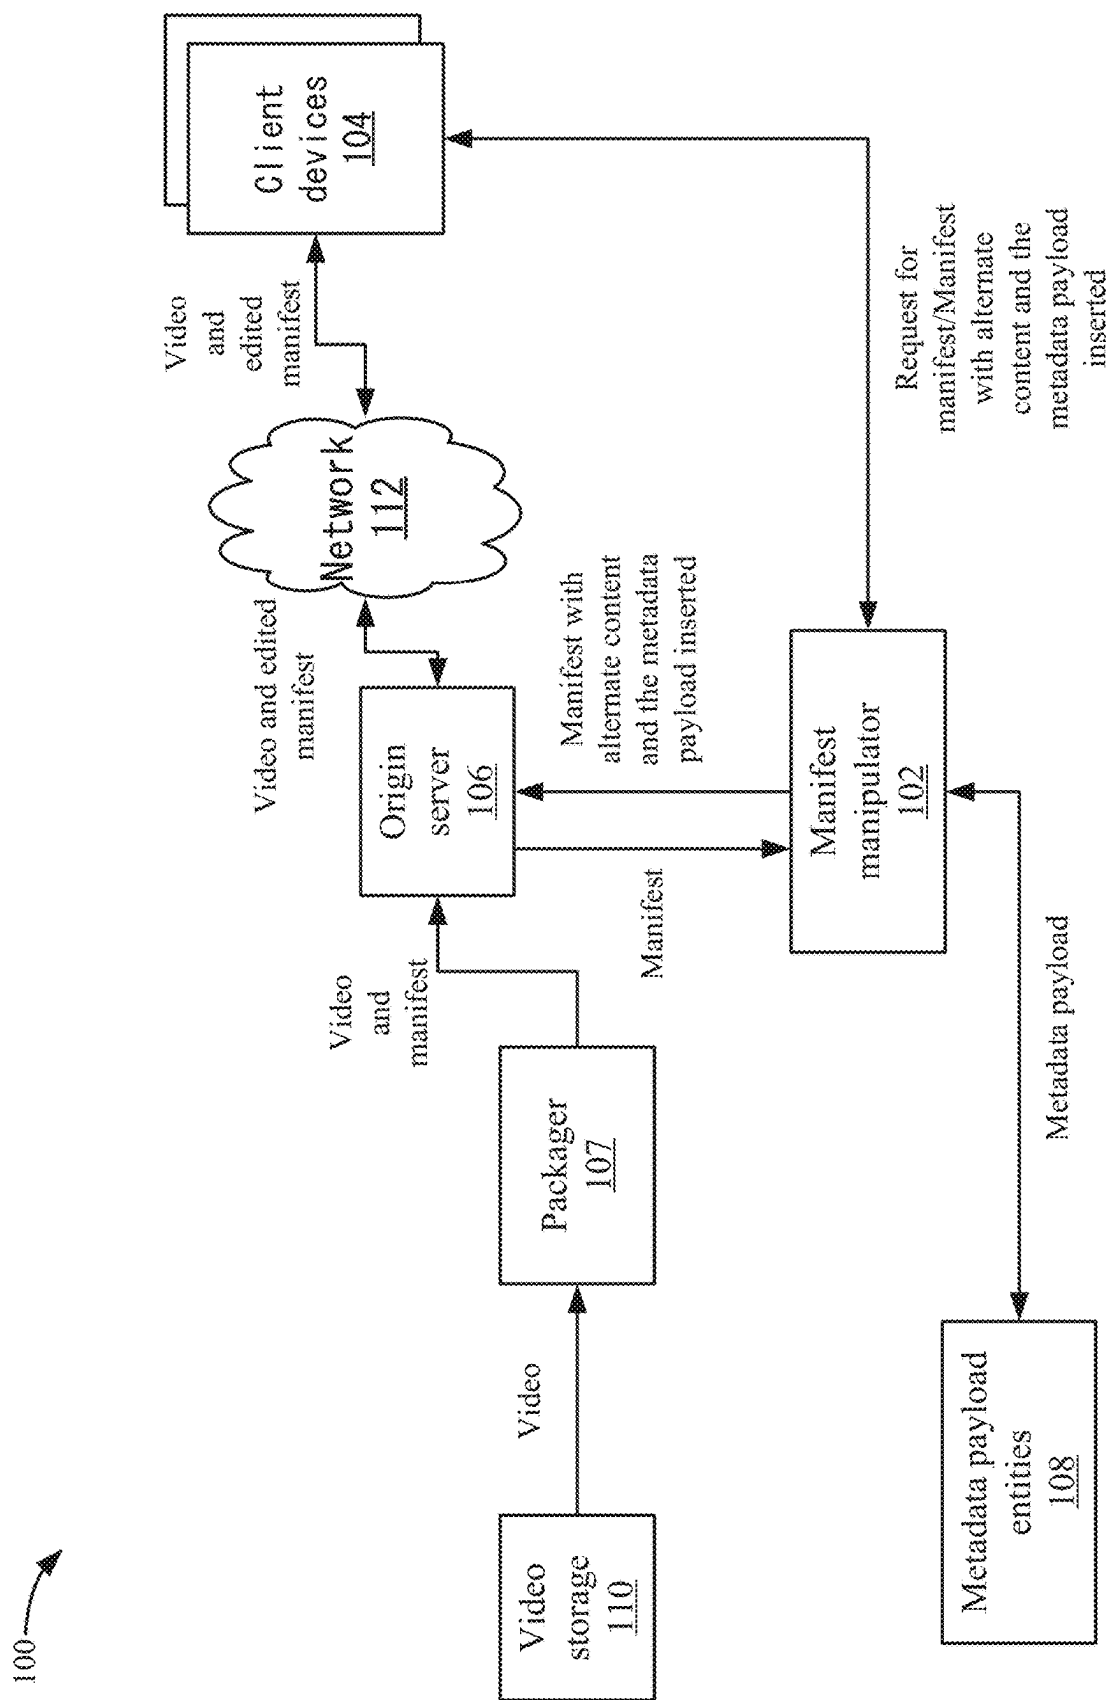 100
Video
storage
110
Video
Packager
107
Video
and
manifest
Origin
server
106
Video and edited
manifest
Network
112
Video
and
edited
manifest
Client
devices
104
Manifest
Manifest with
alternate content
and the metadata
payload inserted
Manifest
manipulator
102
Request for
manifest/Manifest
with alternate
content and the
metadata payload
inserted
Metadata payload
entities
108
Metadata payload